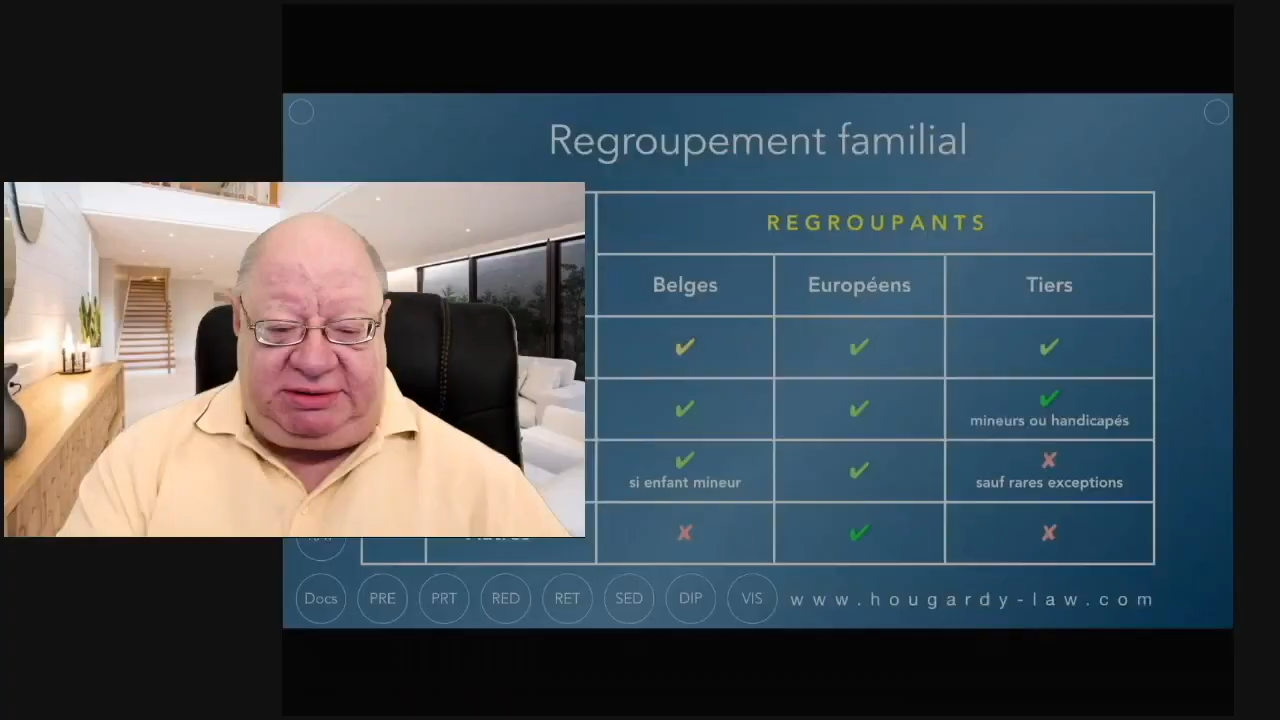 Regroupement familial
REGROUPANTS
Belges Européens Tiers
✔ ✔ ✔
✔ ✔ ✔
mineurs ou handicapés
✔ ✔ ✘
si enfant mineur sauf rares exceptions
✘ ✔ ✘
Docs PRE PRT RED RET SED DIP VIS www.hougardy-law.com